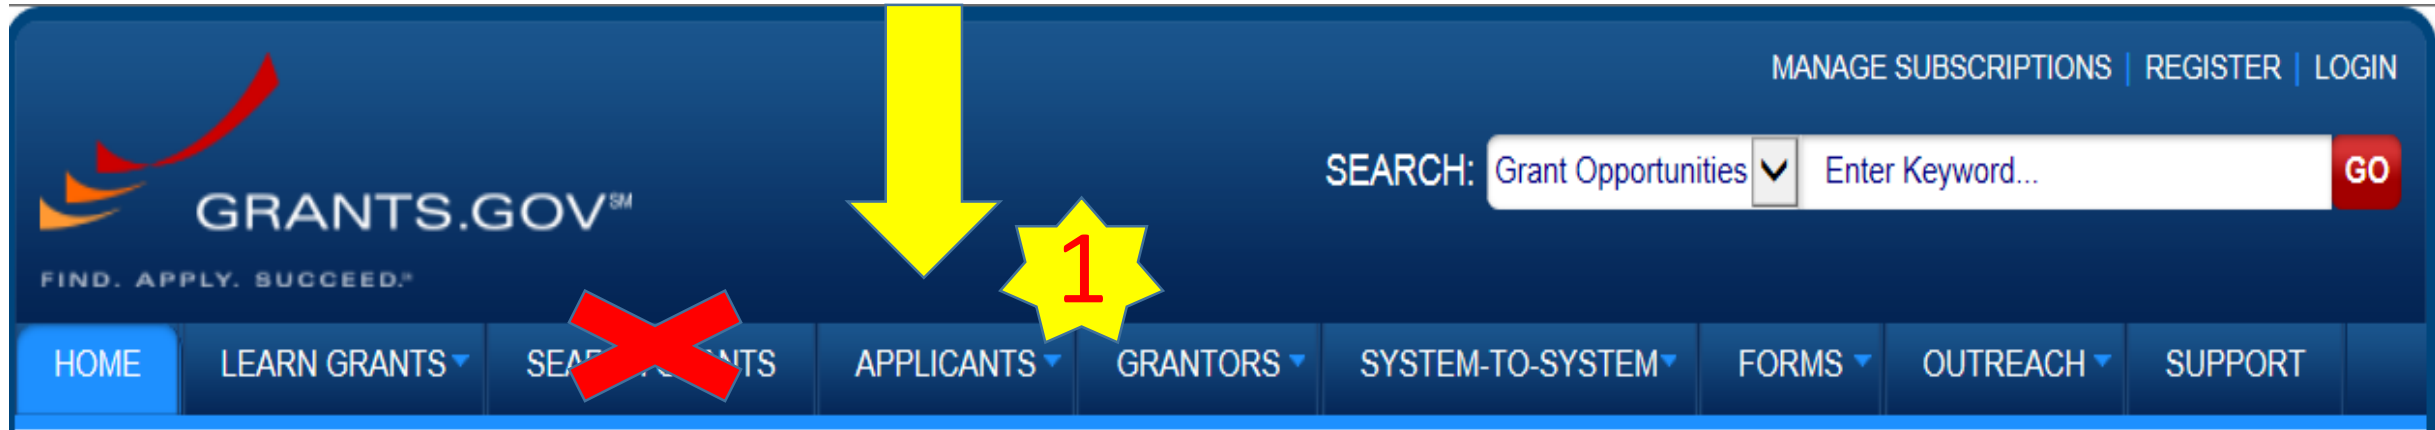 MANAGE SUBSCRIPTIONS | REGISTER | LOGIN
SEARCH: Grant Opportunities Enter Keyword... GO
GRANTS.GOV℠
FIND. APPLY. SUCCEED.℠
1
HOME LEARN GRANTS APPLICANTS GRANTORS SYSTEM-TO-SYSTEM FORMS OUTREACH SUPPORT